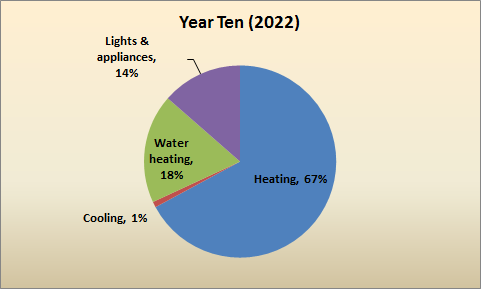 Year Ten (2022)
Lights &
appliances,
14%
Water
heating,
18%
Heating, 67%
Cooling, 1%